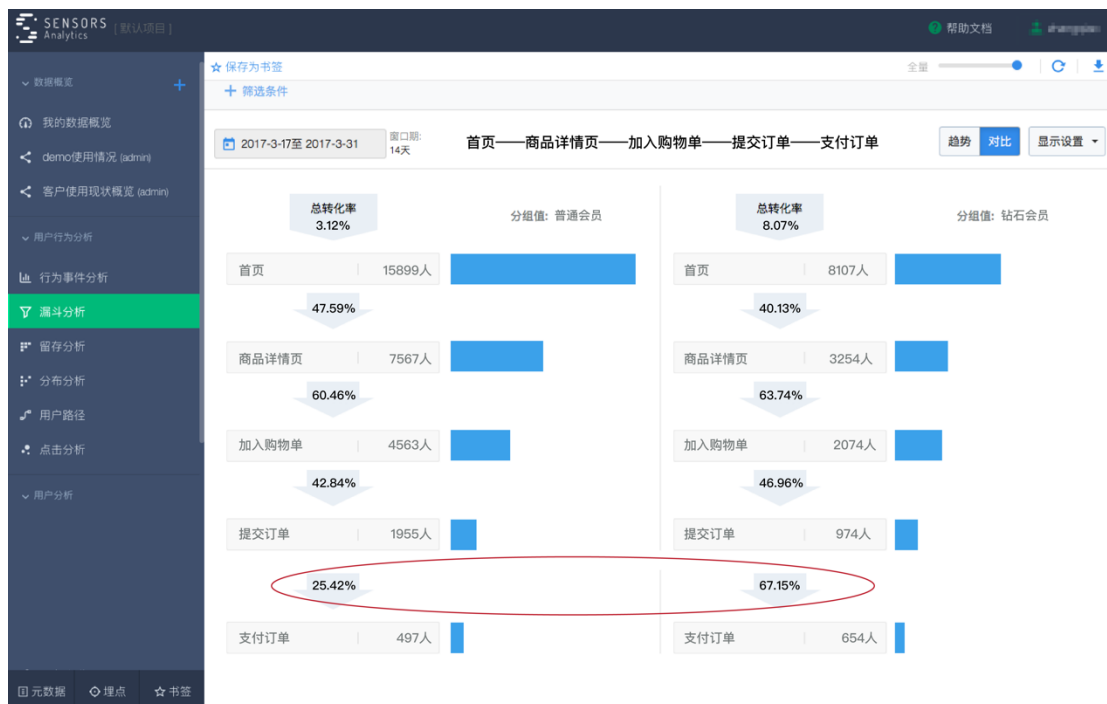 SENSORS
Analytics
[默认项目]
帮助文档
数据概览
我的数据概览
demo使用情况 (admin)
客户使用现状概览 (admin)
用户行为分析
行为事件分析
漏斗分析
留存分析
分布分析
用户路径
点击分析
用户分析
元数据
埋点
书签
保存为书签
全量
筛选条件
2017-3-17至 2017-3-31
窗口期:
14天
首页——商品详情页——加入购物单——提交订单——支付订单
趋势
对比
显示设置
总转化率
3.12%
分组值: 普通会员
首页 15899人
47.59%
商品详情页 7567人
60.46%
加入购物单 4563人
42.84%
提交订单 1955人
25.42%
支付订单 497人
总转化率
8.07%
分组值: 钻石会员
首页 8107人
40.13%
商品详情页 3254人
63.74%
加入购物单 2074人
46.96%
提交订单 974人
67.15%
支付订单 654人